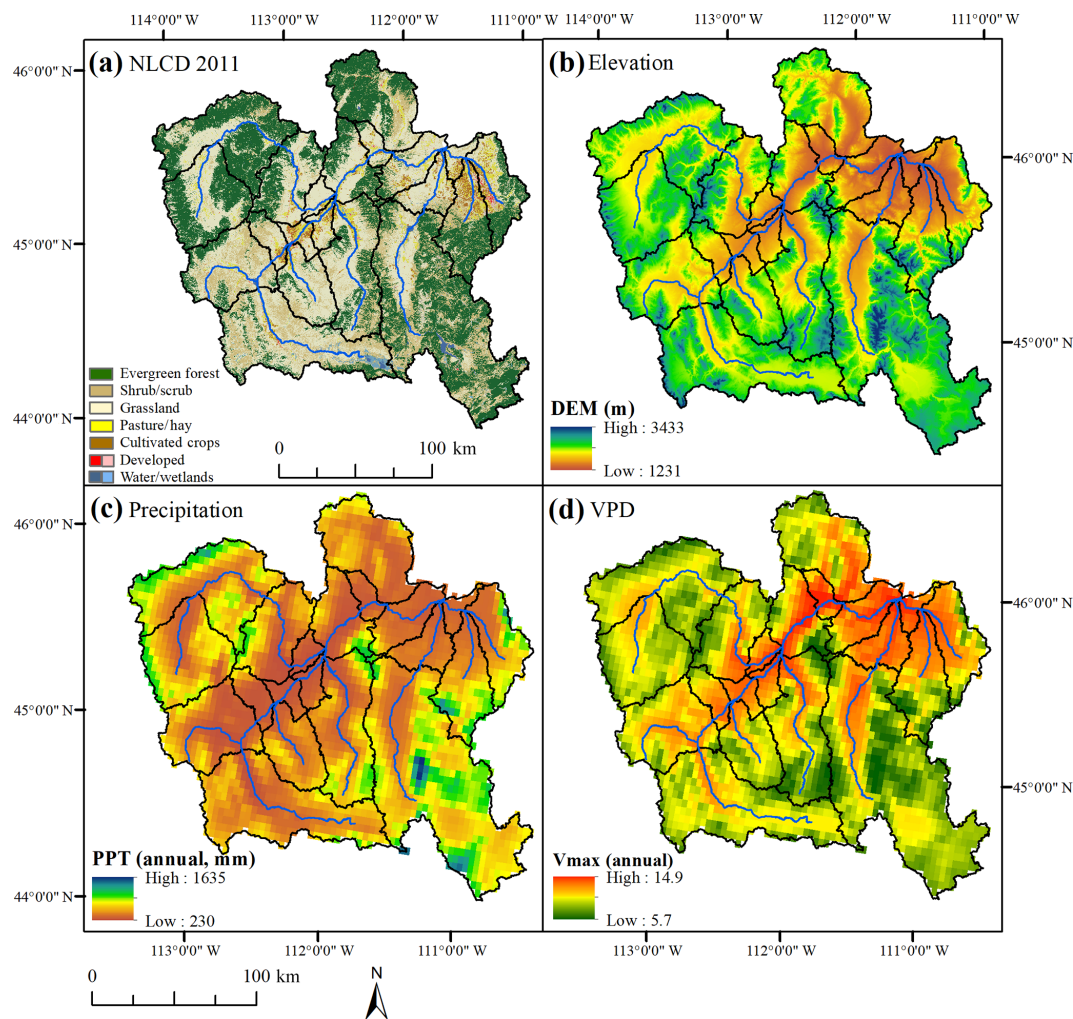 114°0'0" W 113°0'0" W 112°0'0" W 111°0'0" W 113°0'0" W 112°0'0" W 111°0'0" W
(a) NLCD 2011
(b) Elevation
46°0'0" N
46°0'0" N
45°0'0" N
45°0'0" N
44°0'0" N
Evergreen forest
Shrub/scrub
Grassland
Pasture/hay
Cultivated crops
Developed
Water/wetlands
0 100 km
DEM (m)
High : 3433
Low : 1231
(c) Precipitation
(d) VPD
46°0'0" N
46°0'0" N
45°0'0" N
45°0'0" N
44°0'0" N
PPT (annual, mm)
High : 1635
Low : 230
Vmax (annual)
High : 14.9
Low : 5.7
113°0'0" W 112°0'0" W 111°0'0" W 113°0'0" W 112°0'0" W 111°0'0" W
0 100 km
N